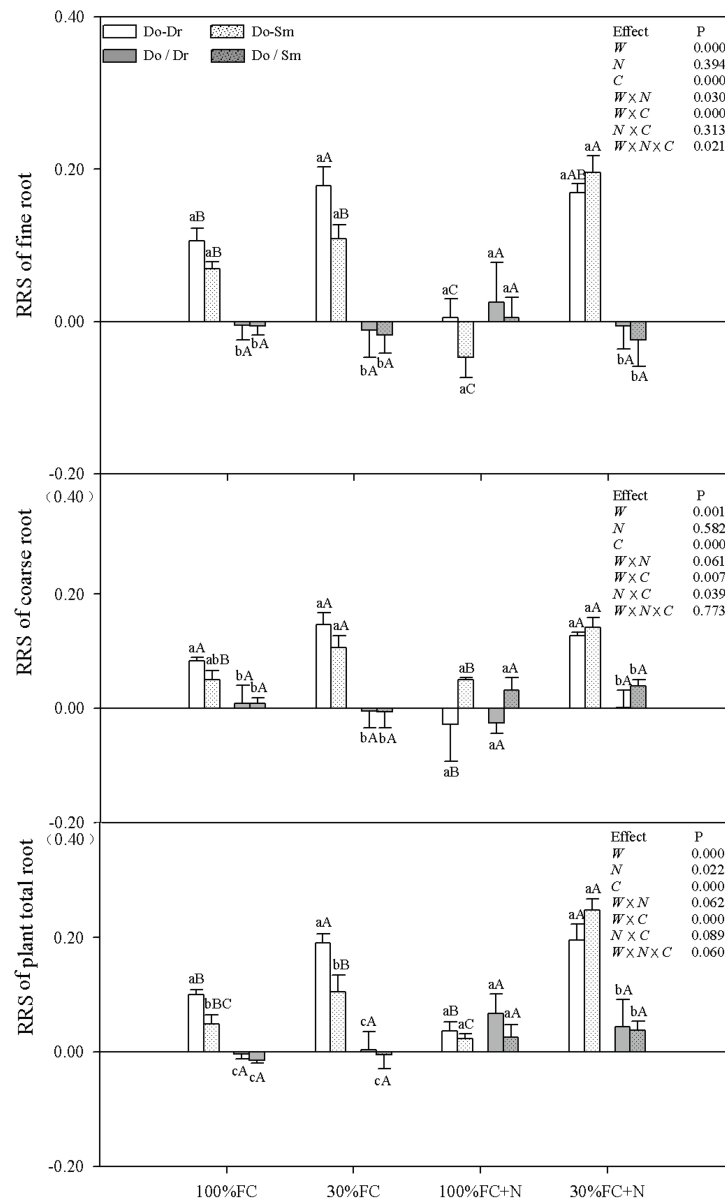 0.40
Do-Dr
Do-Sm
Do / Dr
Do / Sm
Effect P
W 0.000
N 0.394
C 0.000
W×N 0.030
W×C 0.000
N×C 0.313
W×N×C 0.021
RRS of fine root
0.20
0.00
-0.20
aB
aB
bA bA
aA
aB
bA
bA
aC
aC
aA
aA
aAB
aA
bA
bA
(0.40)
Effect P
W 0.001
N 0.582
C 0.000
W×N 0.061
W×C 0.007
N×C 0.039
W×N×C 0.773
RRS of coarse root
0.20
0.00
-0.20
aA
abB
bA
bA
aA
aA
bA bA
aB
aB
aA
aA
aA
aA
bA
bA
(0.40)
Effect P
W 0.000
N 0.022
C 0.000
W×N 0.062
W×C 0.000
N×C 0.089
W×N×C 0.060
RRS of plant total root
0.20
0.00
-0.20
aB
bBC
cA cA
aA
bB
cA
cA
aB
aC
aA
aA
aA
aA
bA
bA
100%FC 30%FC 100%FC+N 30%FC+N